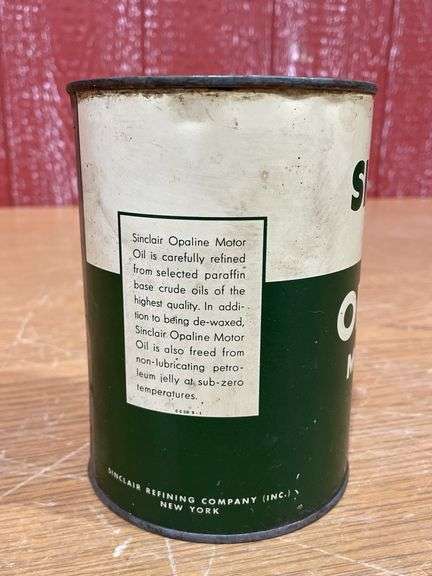 Sinclair Opaline Motor
Oil is carefully refined
from selected paraffin
base crude oils of the
highest quality. In addi-
tion to being de-waxed,
Sinclair Opaline Motor
Oil is also freed from
non-lubricating petro-
leum jelly at sub-zero
temperatures.
SINCLAIR REFINING COMPANY (INC.)
NEW YORK
S
O
M